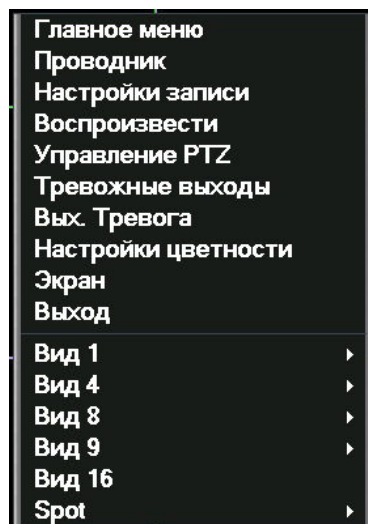 Главное меню
Проводник
Настройки записи
Воспроизвести
Управление PTZ
Тревожные выходы
Вых. Тревога
Настройки цветности
Экран
Выход
Вид 1
Вид 4
Вид 8
Вид 9
Вид 16
Spot